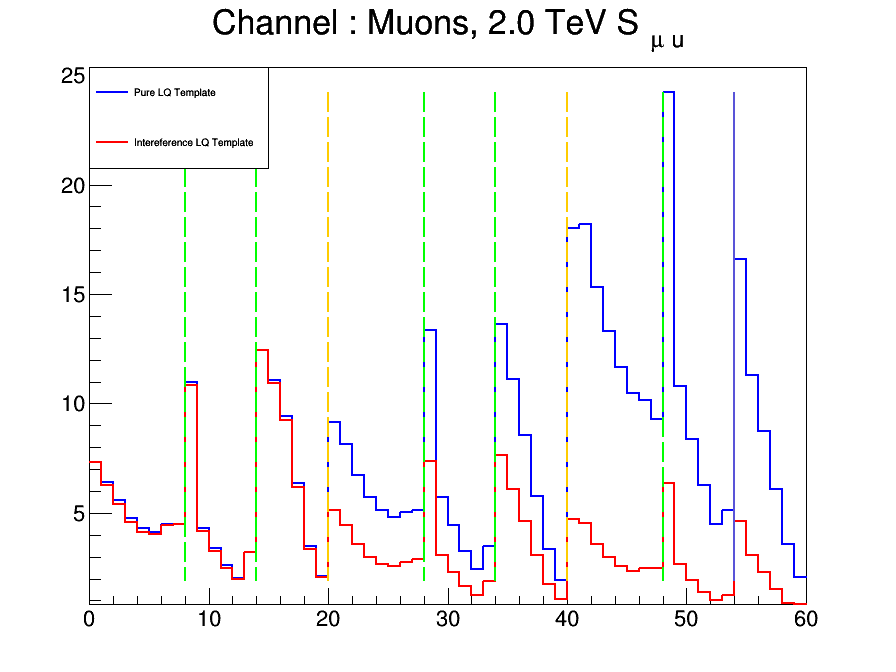 Channel : Muons, 2.0 TeV S μ u
25
Pure LQ Template
Intereference LQ Template
20
15
10
5
0 10 20 30 40 50 60